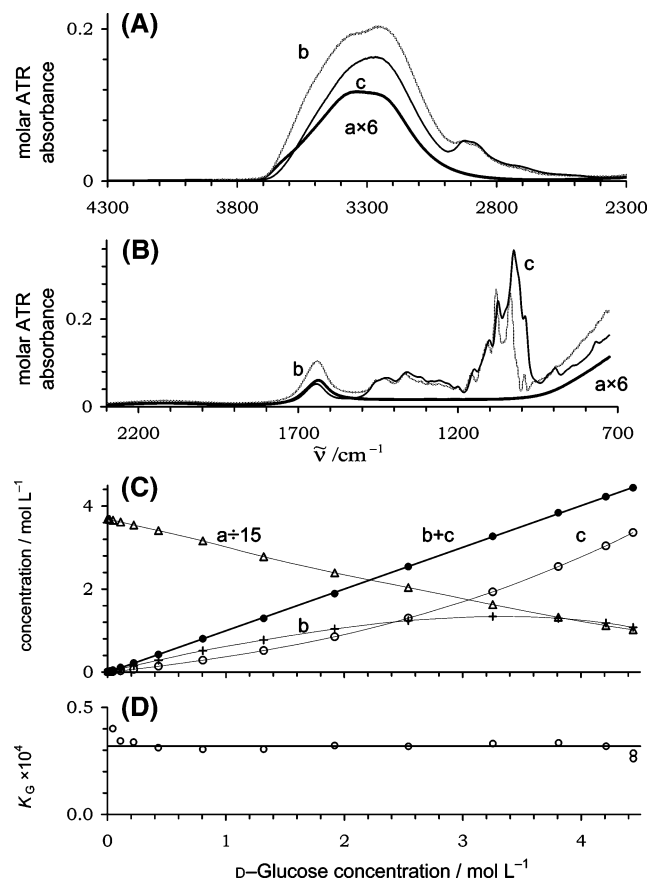 (A)
0.2
b
c
a×6
molar ATR
absorbance
0
4300 3800 3300 2800 2300
(B)
c
0.2
b
a×6
molar ATR
absorbance
0
2200 1700 1200 700
ν̃ /cm⁻¹
(C)
4
a÷15
b+c
c
2
b
0
concentration / mol L⁻¹
(D)
0.5
0.0
K_G ×10⁴
0 1 2 3 4
D–Glucose concentration / mol L⁻¹